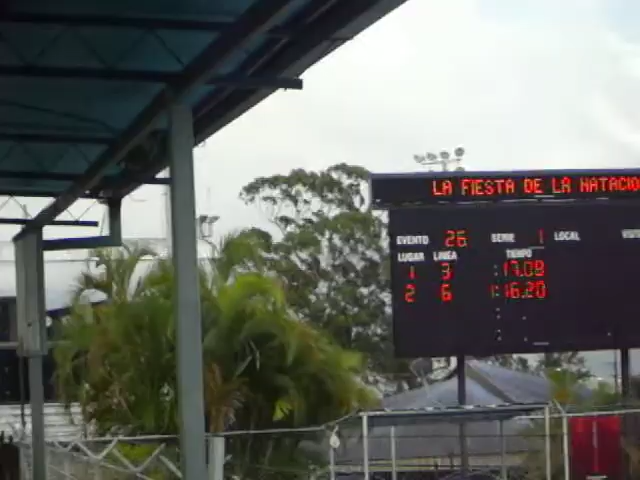 LA FIESTA DE LA NATACIO
EVENTO 26 SERIE 1 LOCAL
LUGAR LINEA TIEMPO
1 3 :17.09
2 6 1:16.20